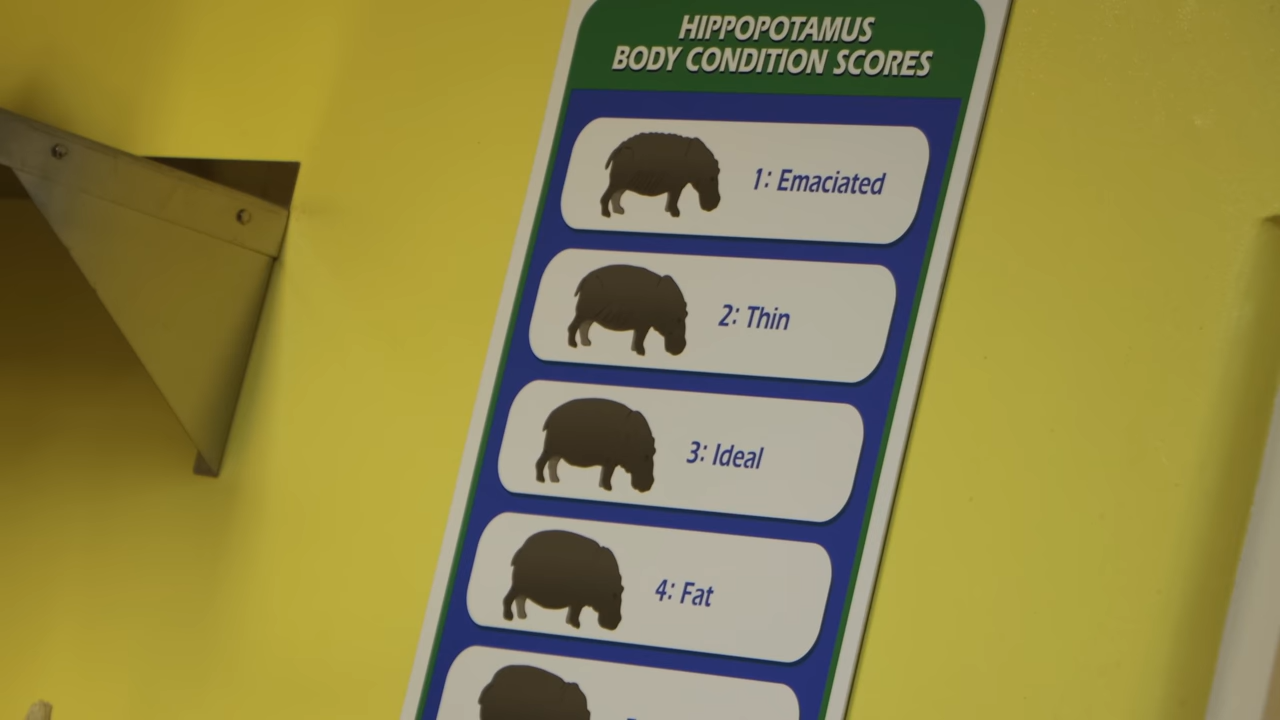 HIPPOPOTAMUS
BODY CONDITION SCORES
1: Emaciated
2: Thin
3: Ideal
4: Fat